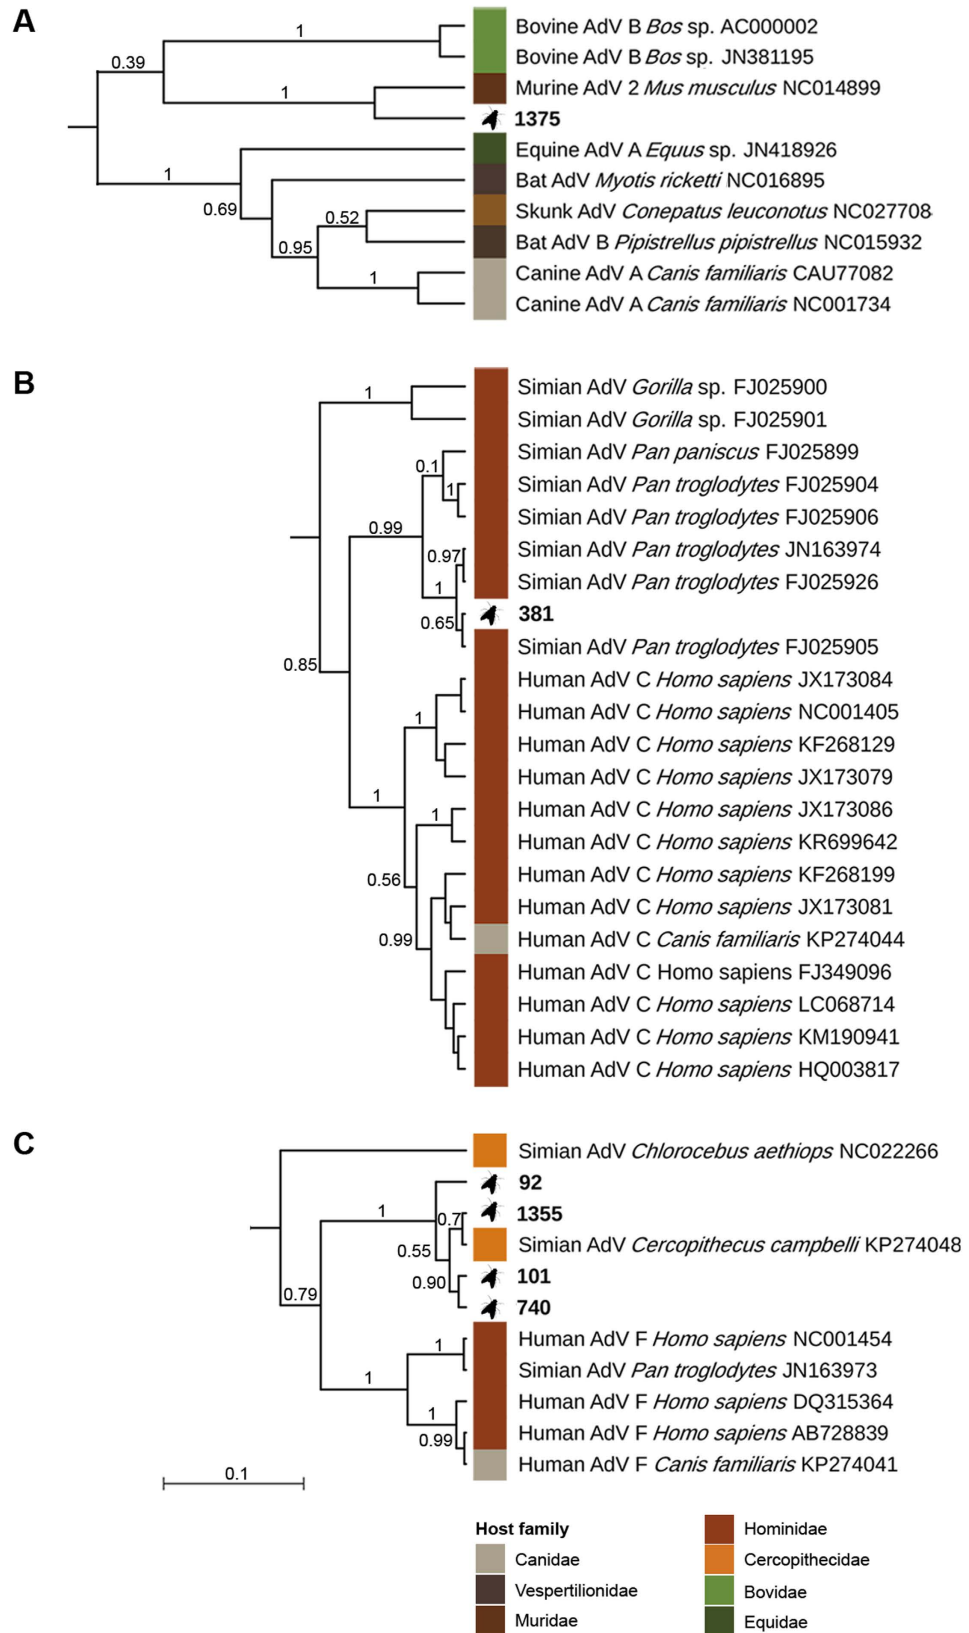 A
1
0.39
1
1
0.69
0.95
0.52
1
Bovine AdV B Bos sp. AC000002
Bovine AdV B Bos sp. JN381195
Murine AdV 2 Mus musculus NC014899
1375
Equine AdV A Equus sp. JN418926
Bat AdV Myotis ricketti NC016895
Skunk AdV Conepatus leuconotus NC027708
Bat AdV B Pipistrellus pipistrellus NC015932
Canine AdV A Canis familiaris CAU77082
Canine AdV A Canis familiaris NC001734
B
1
0.1
1
0.99
0.97
1
0.65
0.85
1
1
1
0.56
0.99
Simian AdV Gorilla sp. FJ025900
Simian AdV Gorilla sp. FJ025901
Simian AdV Pan paniscus FJ025899
Simian AdV Pan troglodytes FJ025904
Simian AdV Pan troglodytes FJ025906
Simian AdV Pan troglodytes JN163974
Simian AdV Pan troglodytes FJ025926
381
Simian AdV Pan troglodytes FJ025905
Human AdV C Homo sapiens JX173084
Human AdV C Homo sapiens NC001405
Human AdV C Homo sapiens KF268129
Human AdV C Homo sapiens JX173079
Human AdV C Homo sapiens JX173086
Human AdV C Homo sapiens KR699642
Human AdV C Homo sapiens KF268199
Human AdV C Homo sapiens JX173081
Human AdV C Canis familiaris KP274044
Human AdV C Homo sapiens FJ349096
Human AdV C Homo sapiens LC068714
Human AdV C Homo sapiens KM190941
Human AdV C Homo sapiens HQ003817
C
1
0.7
0.55
0.90
0.79
1
1
1
0.99
Simian AdV Chlorocebus aethiops NC022266
92
1355
Simian AdV Cercopithecus campbelli KP274048
101
740
Human AdV F Homo sapiens NC001454
Simian AdV Pan troglodytes JN163973
Human AdV F Homo sapiens DQ315364
Human AdV F Homo sapiens AB728839
Human AdV F Canis familiaris KP274041
0.1
Host family
Canidae
Vespertilionidae
Muridae
Hominidae
Cercopithecidae
Bovidae
Equidae